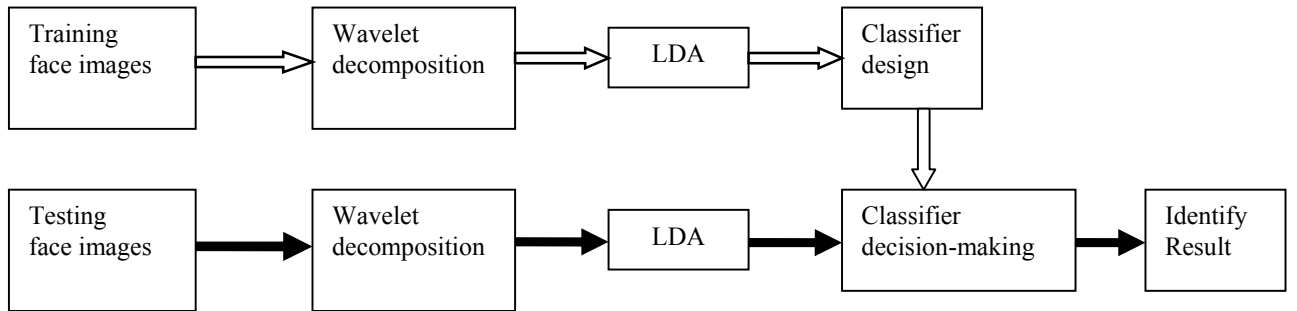 Training
face images
Wavelet
decomposition
LDA
Classifier
design
Testing
face images
Wavelet
decomposition
LDA
Classifier
decision-making
Identify
Result